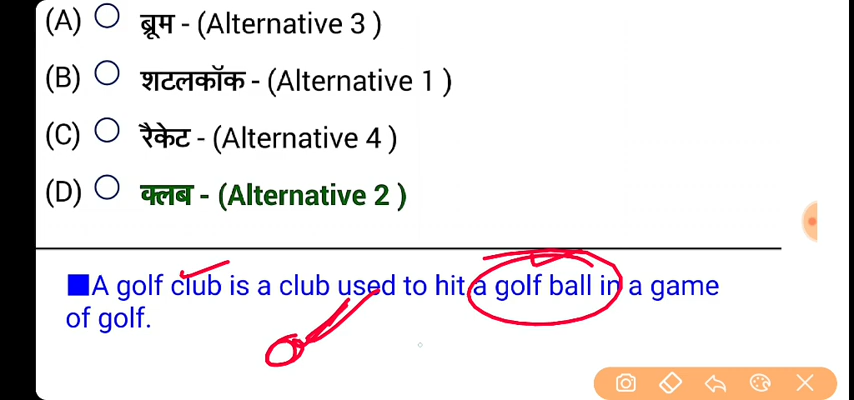 (A) ब्रूम - (Alternative 3 )
(B) शटलकॉक - (Alternative 1 )
(C) रैकेट - (Alternative 4 )
(D) क्लब - (Alternative 2 )
A golf club is a club used to hit a golf ball in a game
of golf.